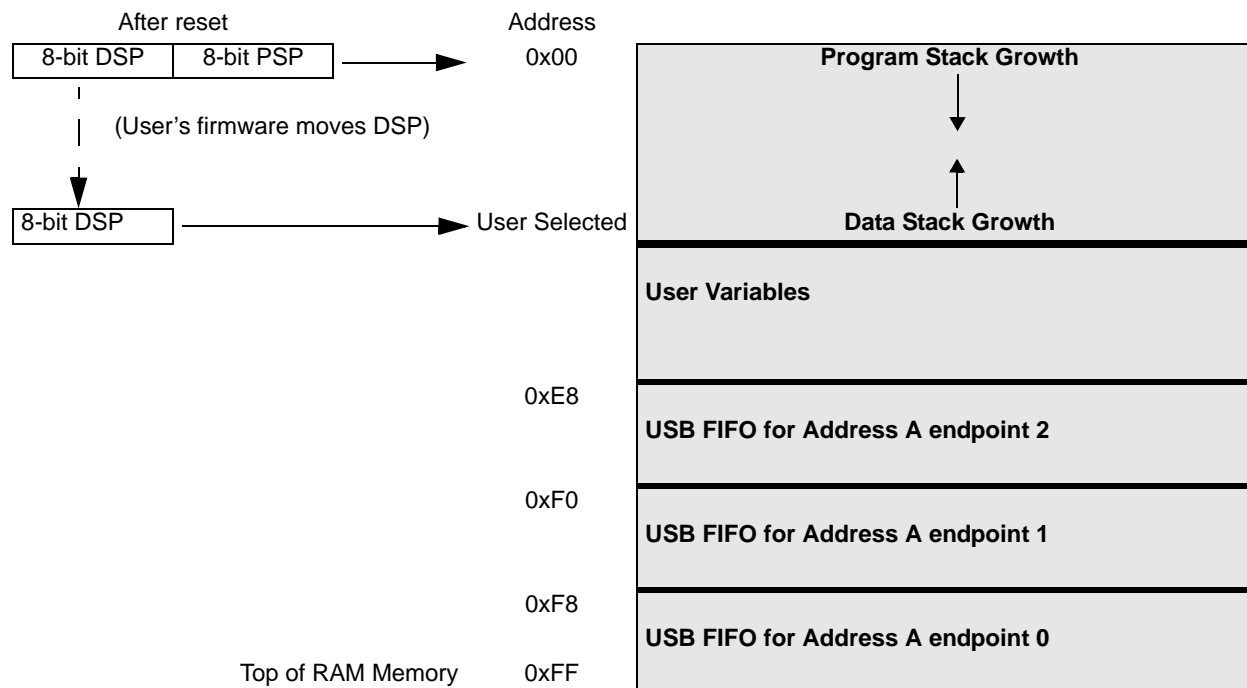 After reset Address
8-bit DSP 8-bit PSP 0x00 Program Stack Growth
(User's firmware moves DSP)
8-bit DSP User Selected Data Stack Growth
User Variables
0xE8
USB FIFO for Address A endpoint 2
0xF0
USB FIFO for Address A endpoint 1
0xF8
USB FIFO for Address A endpoint 0
Top of RAM Memory 0xFF